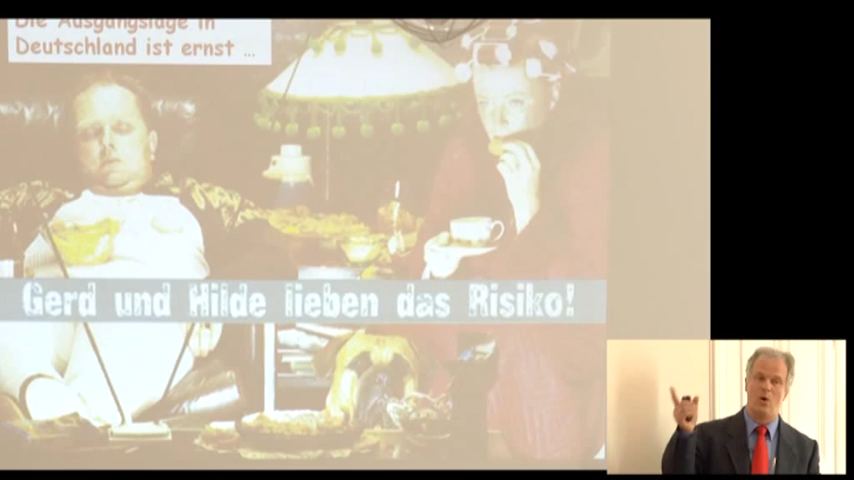 Die Ausgangslage in
Deutschland ist ernst ...
Gerd und Hilde lieben das Risiko!